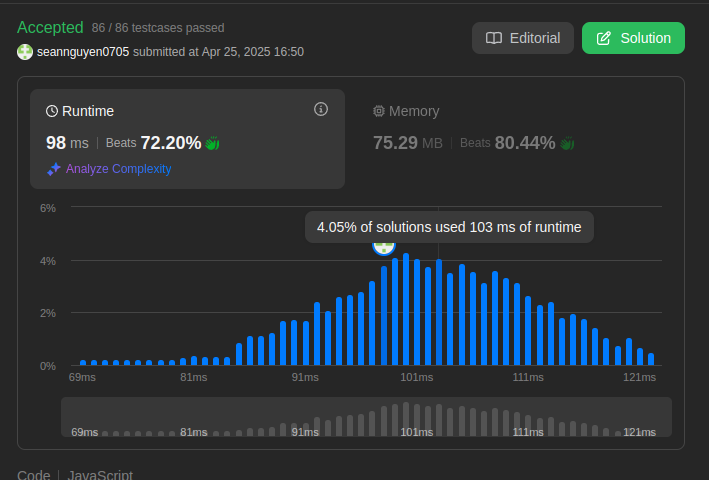 Accepted 86 / 86 testcases passed
seannguyen0705 submitted at Apr 25, 2025 16:50
Editorial
Solution
Runtime
98 ms Beats 72.20%
Analyze Complexity
Memory
75.29 MB Beats 80.44%
6%
4.05% of solutions used 103 ms of runtime
4%
2%
0%
69ms 81ms 91ms 101ms 111ms 121ms
69ms 81ms 91ms 101ms 111ms 121ms
Code JavaScript